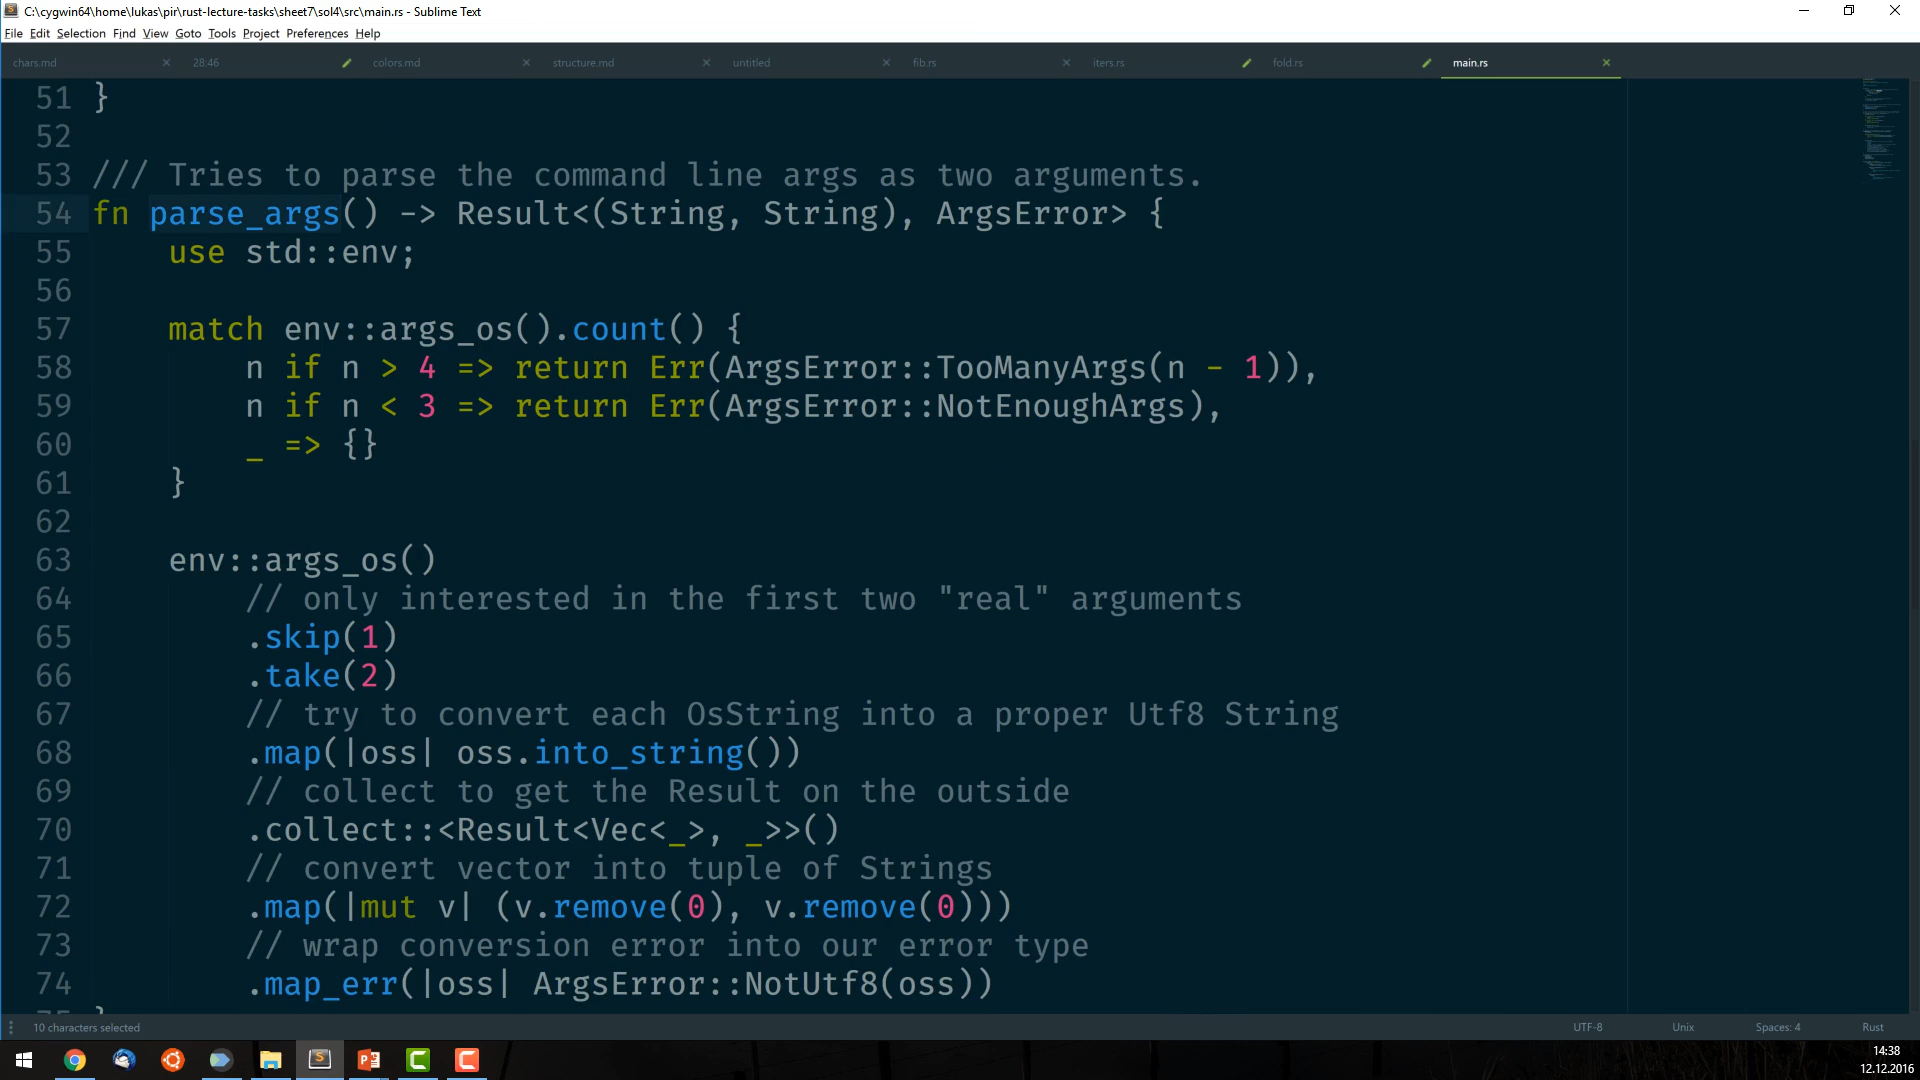 C:\cygwin64\home\lukas\pir\rust-lecture-tasks\sheet7\sol4\src\main.rs - Sublime Text
File Edit Selection Find View Goto Tools Project Preferences Help
chars.md 28:46 colors.md structure.md untitled fib.rs iters.rs fold.rs main.rs
51 }
52
53 /// Tries to parse the command line args as two arguments.
54 fn parse_args() -> Result<(String, String), ArgsError> {
55     use std::env;
56
57     match env::args_os().count() {
58         n if n > 4 => return Err(ArgsError::TooManyArgs(n - 1)),
59         n if n < 3 => return Err(ArgsError::NotEnoughArgs),
60         _ => {}
61     }
62
63     env::args_os()
64         // only interested in the first two "real" arguments
65         .skip(1)
66         .take(2)
67         // try to convert each OsString into a proper Utf8 String
68         .map(|oss| oss.into_string())
69         // collect to get the Result on the outside
70         .collect::<Result<Vec<_>, _>>()
71         // convert vector into tuple of Strings
72         .map(|mut v| (v.remove(0), v.remove(0)))
73         // wrap conversion error into our error type
74         .map_err(|oss| ArgsError::NotUtf8(oss))
10 characters selected UTF-8 Unix Spaces: 4 Rust
14:38
12.12.2016